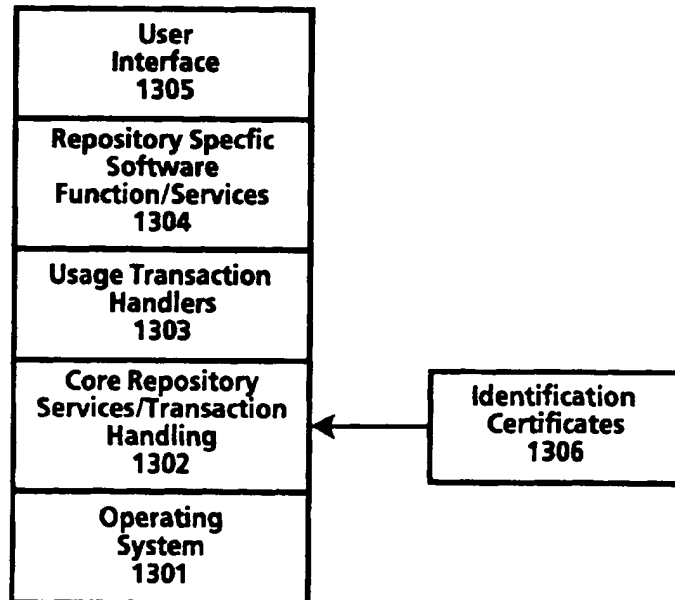 User
Interface
1305
Repository Specfic
Software
Function/Services
1304
Usage Transaction
Handlers
1303
Core Repository
Services/Transaction
Handling
1302
Identification
Certificates
1306
Operating
System
1301